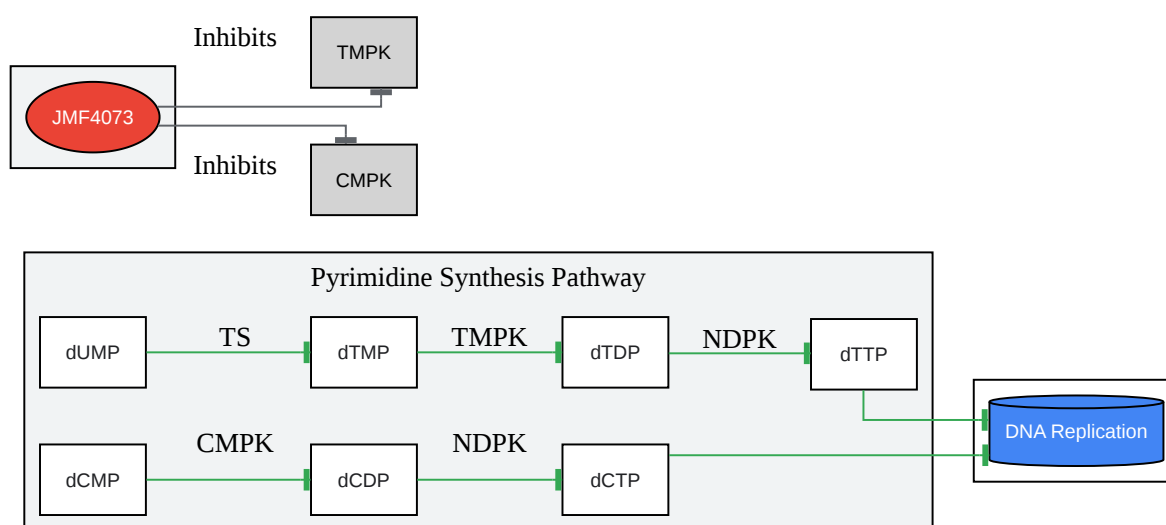 Inhibits
TMPK
JMF4073
Inhibits
CMPK
Pyrimidine Synthesis Pathway
dUMP
TS
dTMP
TMPK
dTDP
NDPK
dTTP
dCMP
CMPK
dCDP
NDPK
dCTP
DNA Replication